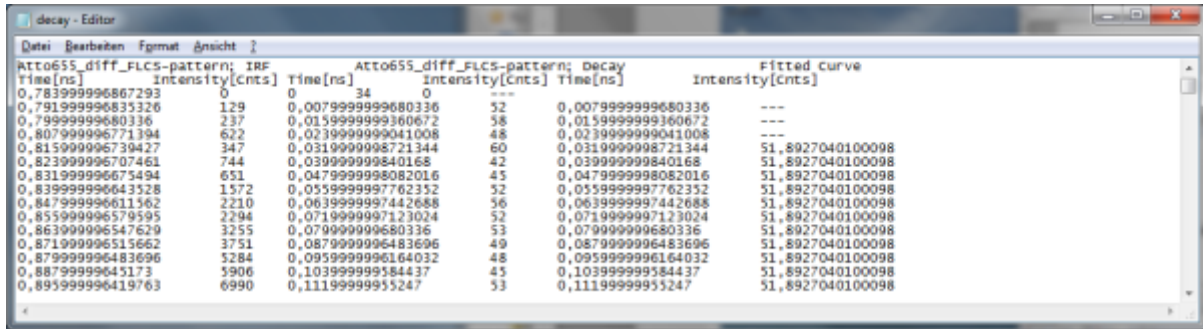 decay - Editor
Datei Bearbeiten Format Ansicht ?
Atto655_diff_FLCS-pattern; IRF Atto655_diff_FLCS-pattern; Decay Fitted Curve
Time[ns] Intensity[Cnts] Time[ns] Intensity[Cnts] Time[ns] Intensity[Cnts]
0,783999996867293 0 0 34 0 ---
0,791999996835326 129 0,0079999999680336 52 0,0079999999680336 ---
0,79999999680336 237 0,0159999999360672 58 0,0159999999360672 ---
0,807999996771394 622 0,0239999999041008 48 0,0239999999041008 ---
0,815999996739427 347 0,0319999998721344 60 0,0319999998721344 51,8927040100098
0,823999996707461 744 0,039999999840168 42 0,039999999840168 51,8927040100098
0,831999996675494 651 0,0479999998082016 45 0,0479999998082016 51,8927040100098
0,839999996643528 1572 0,0559999997762352 52 0,0559999997762352 51,8927040100098
0,847999996611562 2210 0,0639999997442688 56 0,0639999997442688 51,8927040100098
0,855999996579595 2294 0,0719999997123024 52 0,0719999997123024 51,8927040100098
0,863999996547629 3255 0,079999999680336 53 0,079999999680336 51,8927040100098
0,871999996515662 3751 0,0879999996483696 49 0,0879999996483696 51,8927040100098
0,879999996483696 5284 0,0959999996164032 48 0,0959999996164032 51,8927040100098
0,88799999645173 5906 0,103999999584437 45 0,103999999584437 51,8927040100098
0,895999996419763 6990 0,11199999955247 53 0,11199999955247 51,8927040100098